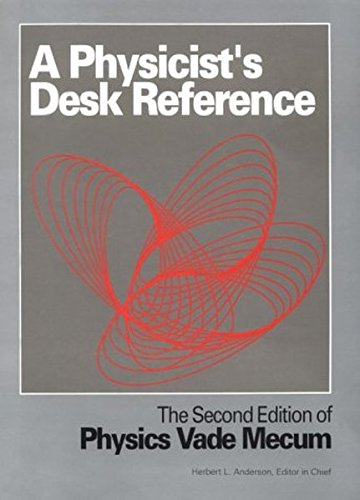 A Physicist's
Desk Reference
The Second Edition of
Physics Vade Mecum
Herbert L. Anderson, Editor in Chief